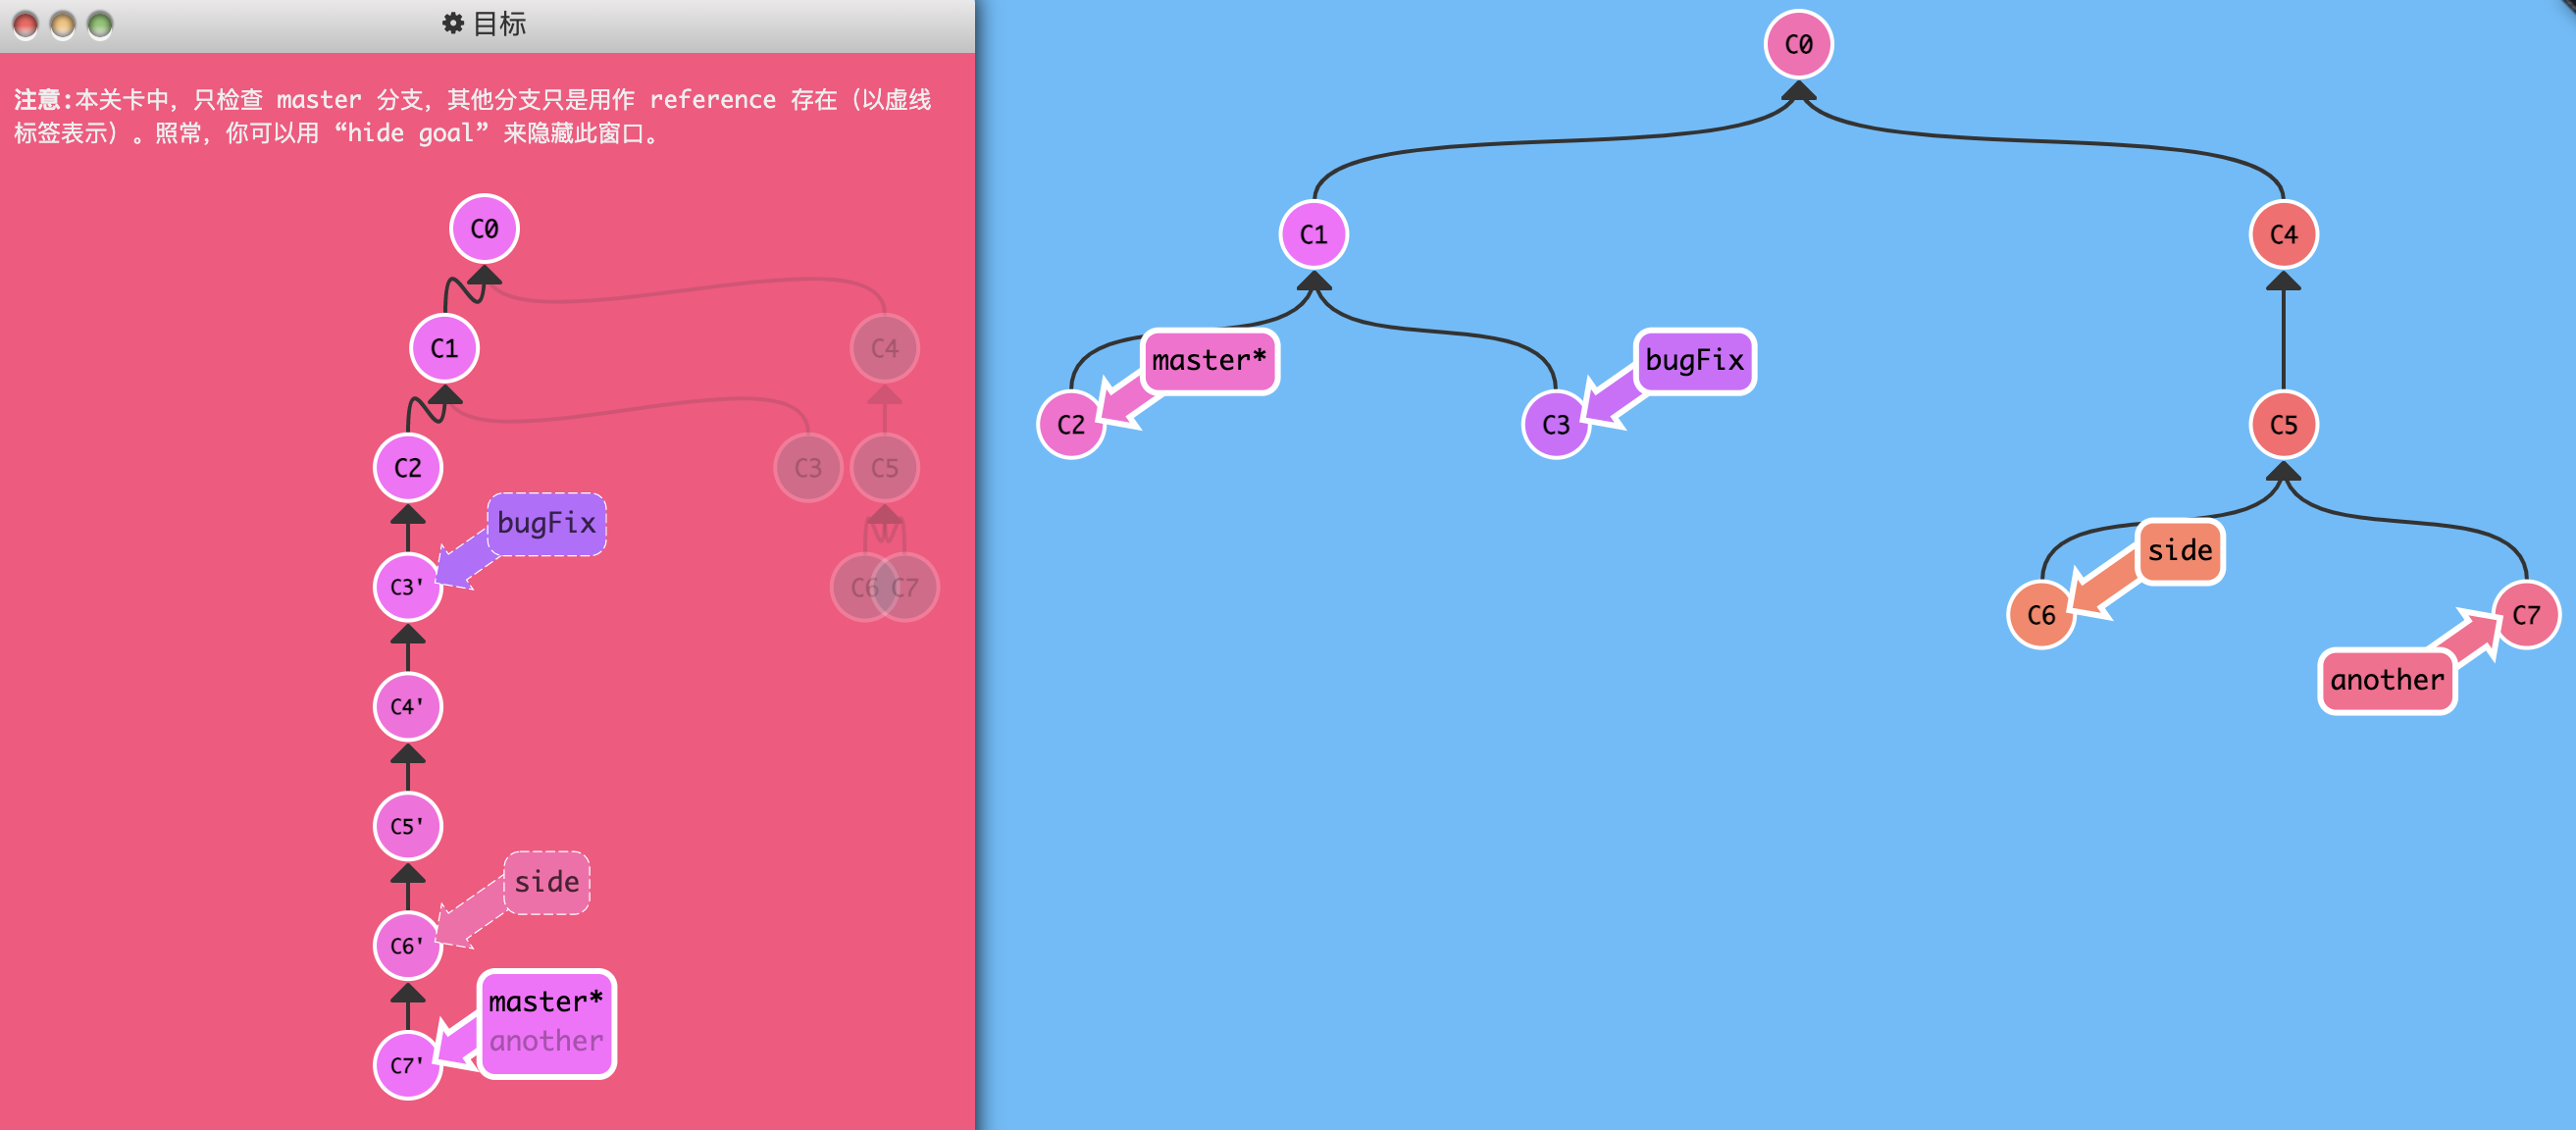 目标
注意:本关卡中，只检查 master 分支，其他分支只是用作 reference 存在（以虚线
标签表示）。照常，你可以用 “hide goal” 来隐藏此窗口。
C0
C1
C4
C2
C3
C5
bugFix
C3'
C6
C7
C4'
C5'
side
C6'
master*
another
C7'
C0
C1
C4
master*
bugFix
C2
C3
C5
side
C6
C7
another